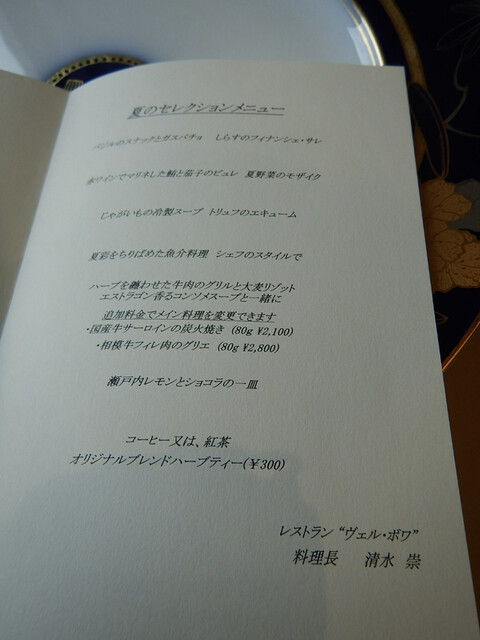 夏のセレクションメニュー
バジルのスナックとガスパチョ　しらすのフィナンシェ・サレ
赤ワインでマリネした鮪と茄子のピュレ　夏野菜のモザイク
じゃがいもの冷製スープ　トリュフのエキューム
夏彩をちりばめた魚介料理　シェフのスタイルで
ハーブを纏わせた牛肉のグリルと大麦リゾット
エストラゴン香るコンソメスープと一緒に
追加料金でメイン料理を変更できます
・国産牛サーロインの炭火焼き（80g ¥2,100）
・相模牛フィレ肉のグリエ（80g ¥2,800）
瀬戸内レモンとショコラの一皿
コーヒー又は、紅茶
オリジナルブレンドハーブティー(￥300)
レストラン “ヴェル・ボワ”
料理長　清水　崇